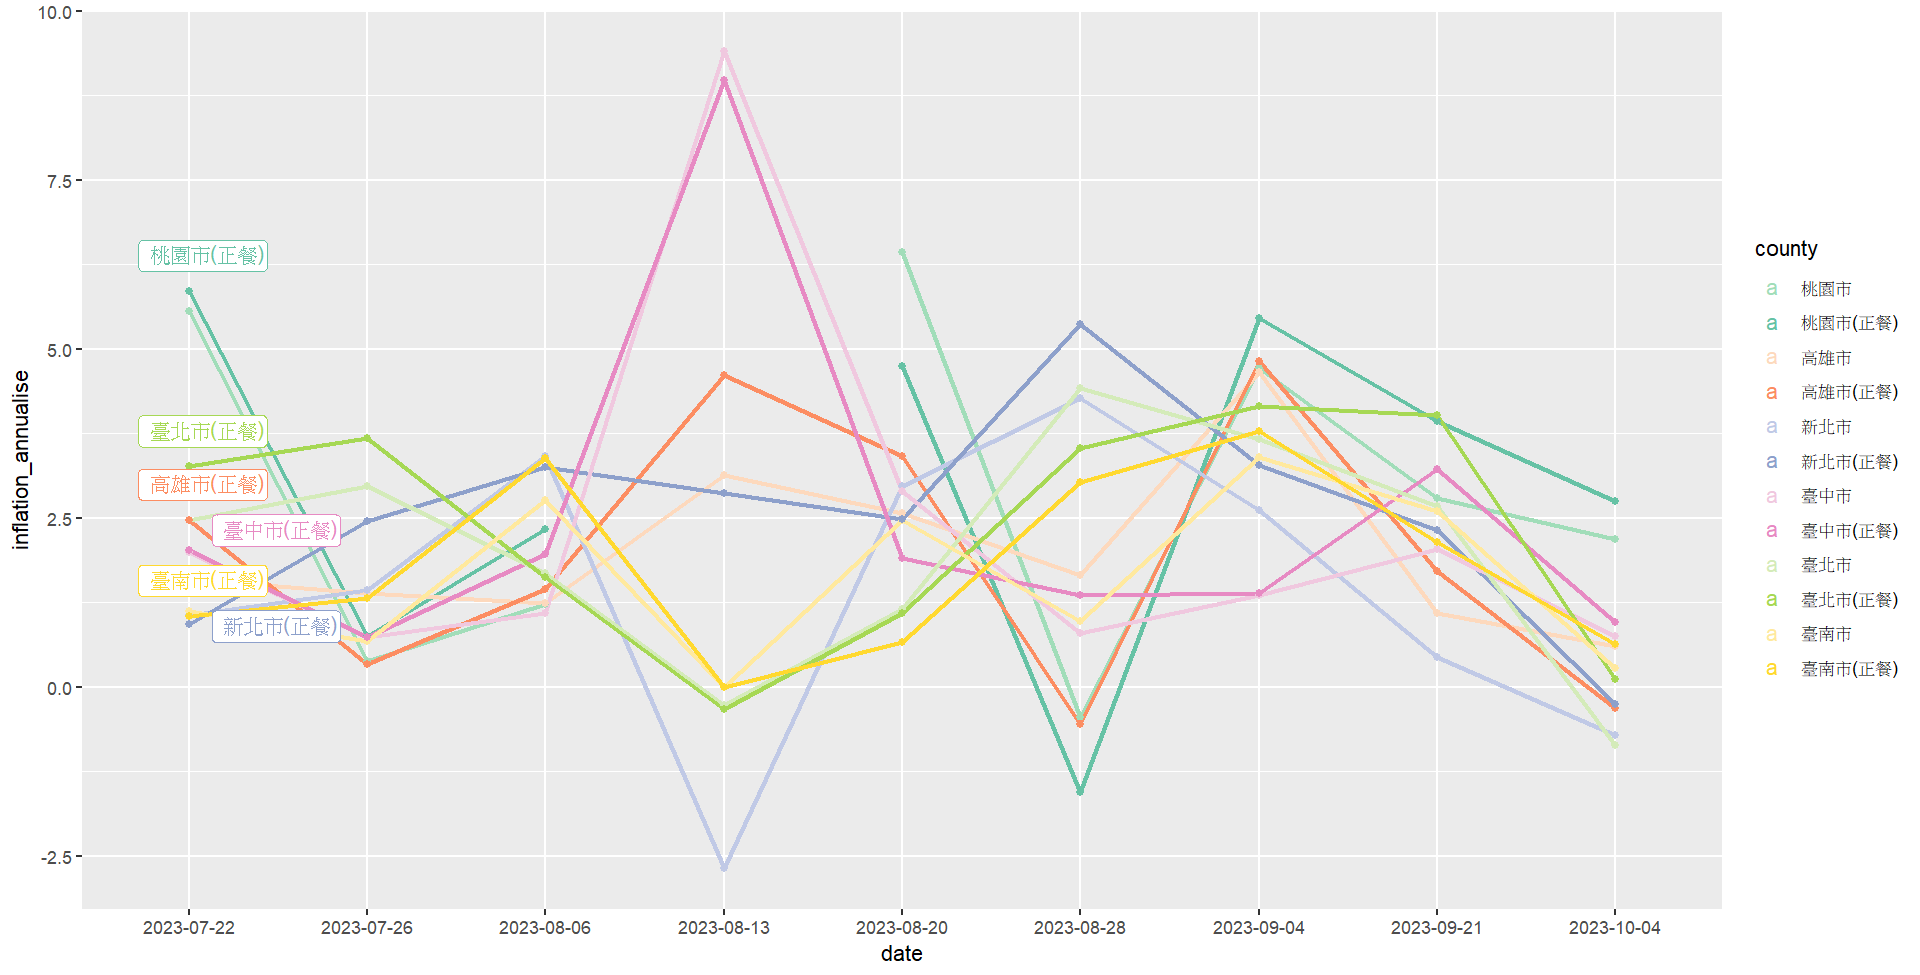 10.0
7.5
5.0
2.5
0.0
-2.5
inflation_annualise
桃園市(正餐)
臺北市(正餐)
高雄市(正餐)
臺中市(正餐)
臺南市(正餐)
新北市(正餐)
2023-07-22
2023-07-26
2023-08-06
2023-08-13
2023-08-20
2023-08-28
2023-09-04
2023-09-21
2023-10-04
date
county
a 桃園市
a 桃園市(正餐)
a 高雄市
a 高雄市(正餐)
a 新北市
a 新北市(正餐)
a 臺中市
a 臺中市(正餐)
a 臺北市
a 臺北市(正餐)
a 臺南市
a 臺南市(正餐)